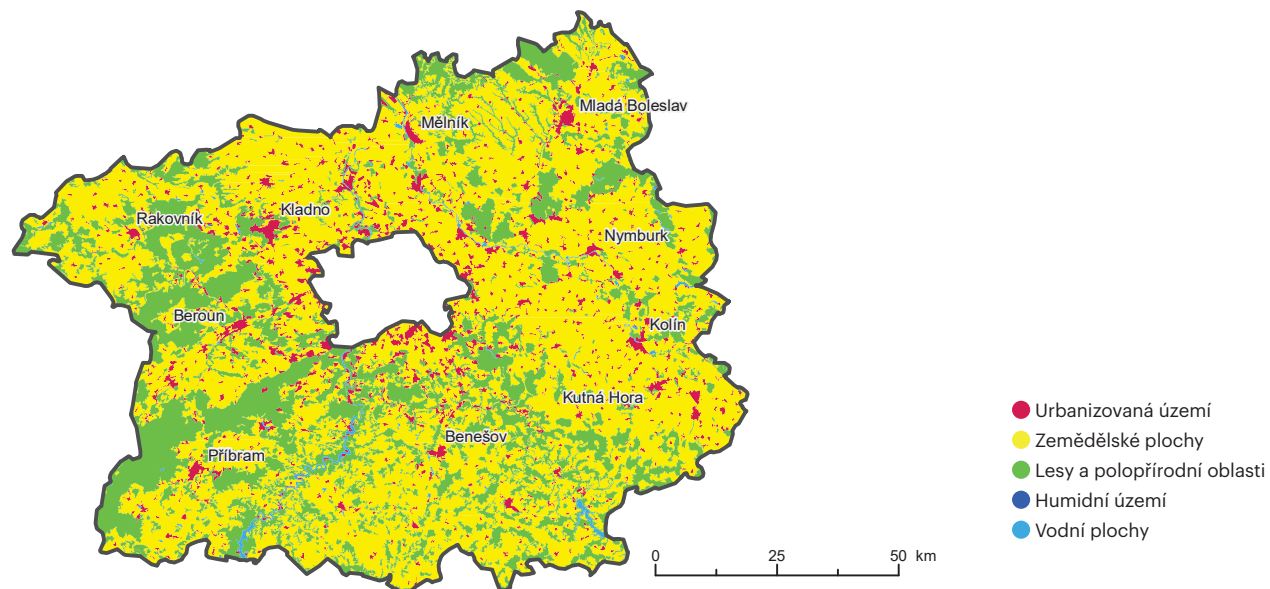 Mladá Boleslav
Mělník
Kladno
Rakovník
Nymburk
Beroun
Kolín
Kutná Hora
Benešov
Příbram
Urbanizovaná území
Zemědělské plochy
Lesy a polopřírodní oblasti
Humidní území
Vodní plochy
0 25 50 km